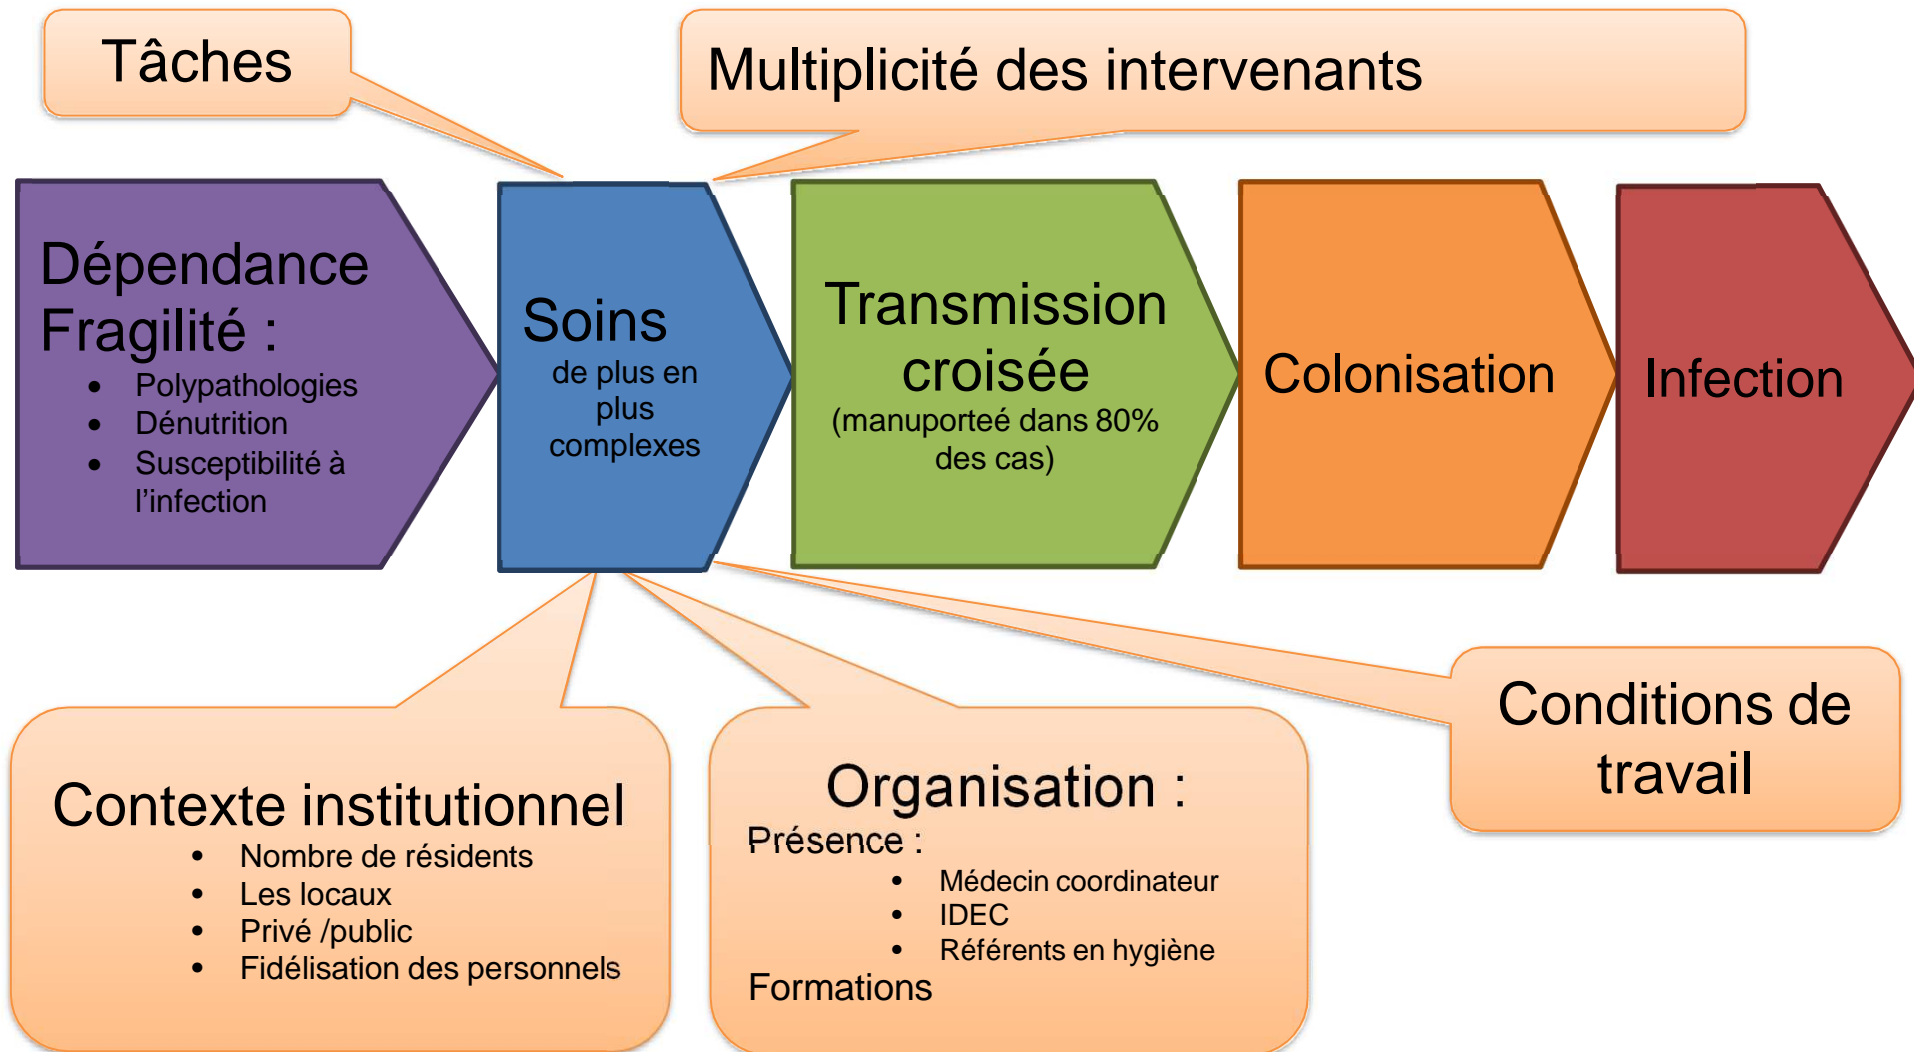 Tâches
Multiplicité des intervenants
Dépendance
Fragilité :
• Polypathologies
• Dénutrition
• Susceptibilité à
l’infection
Soins
de plus en
plus
complexes
Transmission
croisée
(manuporteé dans 80%
des cas)
Colonisation
Infection
Contexte institutionnel
• Nombre de résidents
• Les locaux
• Privé /public
• Fidélisation des personnels
Organisation :
Présence :
• Médecin coordinateur
• IDEC
• Référents en hygiène
Formations
Conditions de
travail